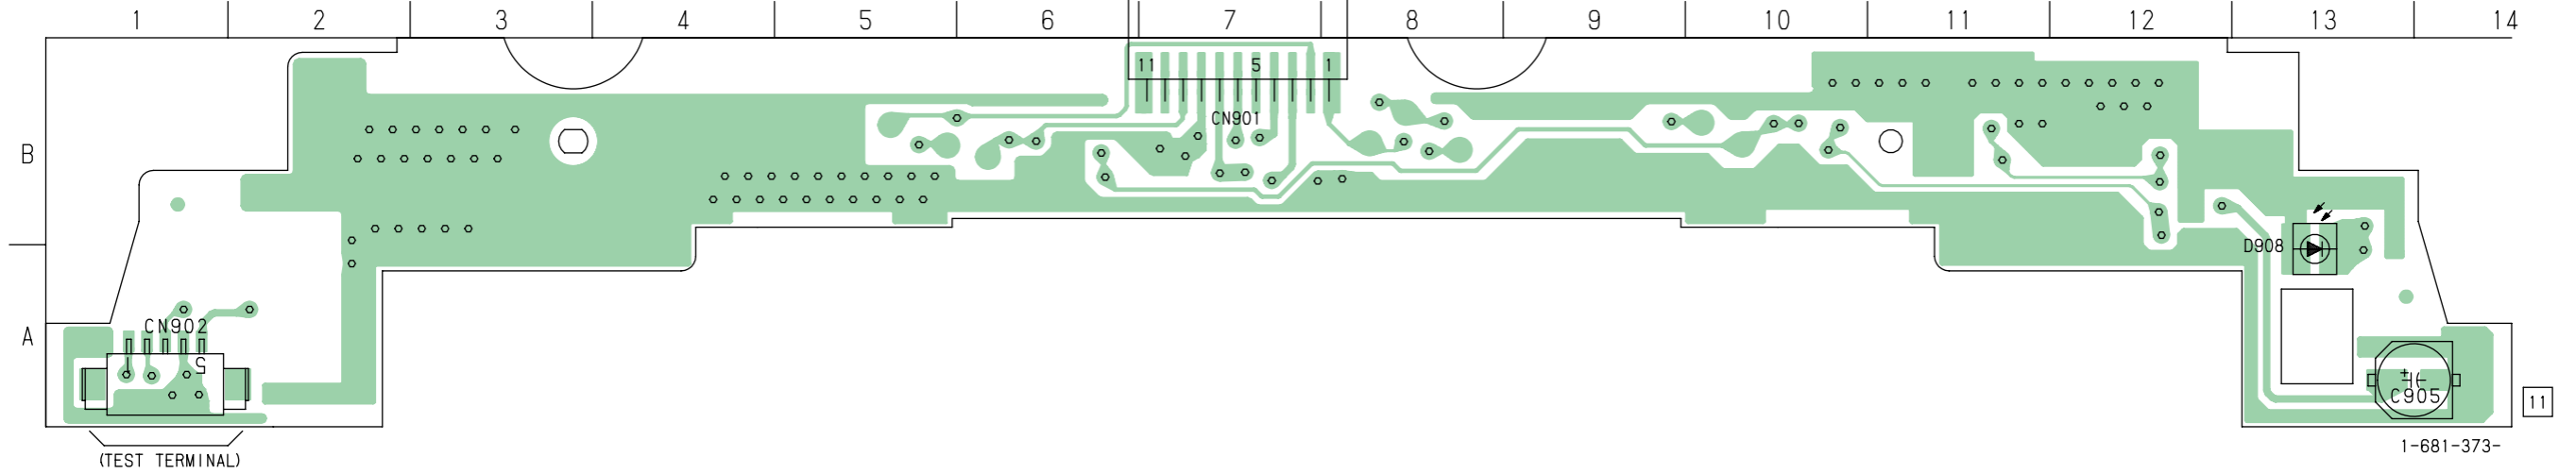 1 2 3 4 5 6 7 8 9 10 11 12 13 14
11 5 1
CN901
B
D908
A
CN902
1 5
+
C905
11
(TEST TERMINAL)
1-681-373-